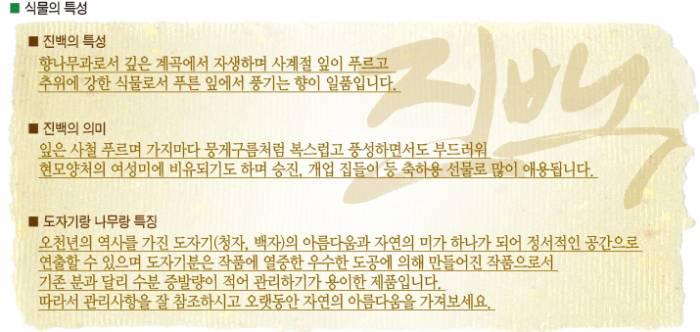 ■ 식물의 특성
진백
■ 진백의 특성
향나무과로서 깊은 계곡에서 자생하며 사계절 잎이 푸르고
추위에 강한 식물로서 푸른 잎에서 풍기는 향이 일품입니다.
■ 진백의 의미
잎은 사철 푸르며 가지마다 뭉게구름처럼 복스럽고 풍성하면서도 부드러워
현모양처의 여성미에 비유되기도 하며 승진, 개업 집들이 등 축하용 선물로 많이 애용됩니다.
■ 도자기랑 나무랑 특징
오천년의 역사를 가진 도자기(청자, 백자)의 아름다움과 자연의 미가 하나가 되어 정서적인 공간으로
연출할 수 있으며 도자기분은 작품에 열중한 우수한 도공에 의해 만들어진 작품으로서
기존 분과 달리 수분 증발량이 적어 관리하기가 용이한 제품입니다.
따라서 관리사항을 잘 참조하시고 오랫동안 자연의 아름다움을 가져보세요.